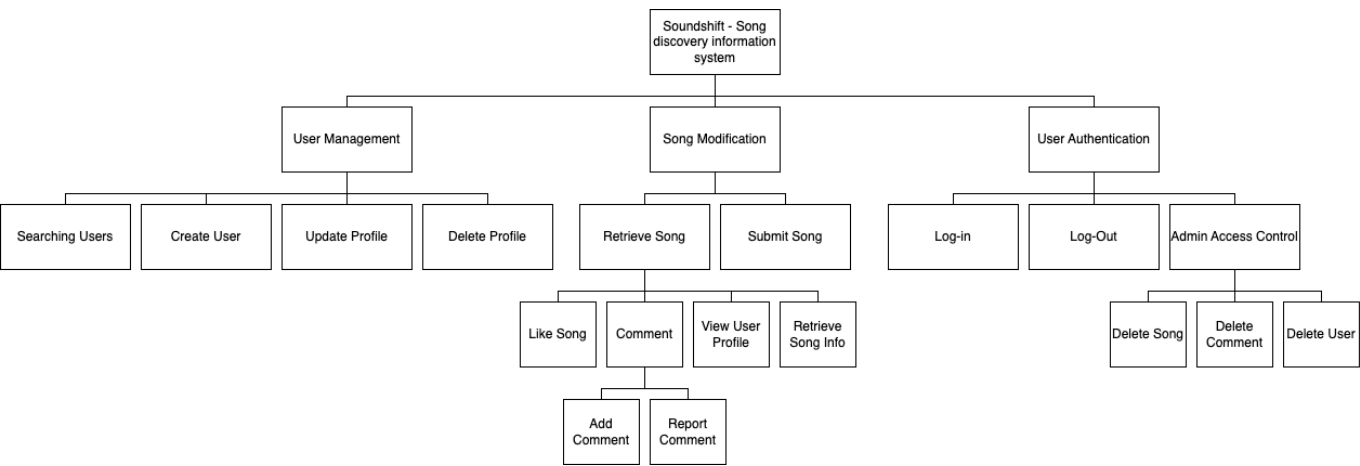 Soundshift - Song
discovery information
system
User Management
Song Modification
User Authentication
Searching Users
Create User
Update Profile
Delete Profile
Retrieve Song
Submit Song
Log-in
Log-Out
Admin Access Control
Like Song
Comment
View User
Profile
Retrieve
Song Info
Delete Song
Delete
Comment
Delete User
Add
Comment
Report
Comment